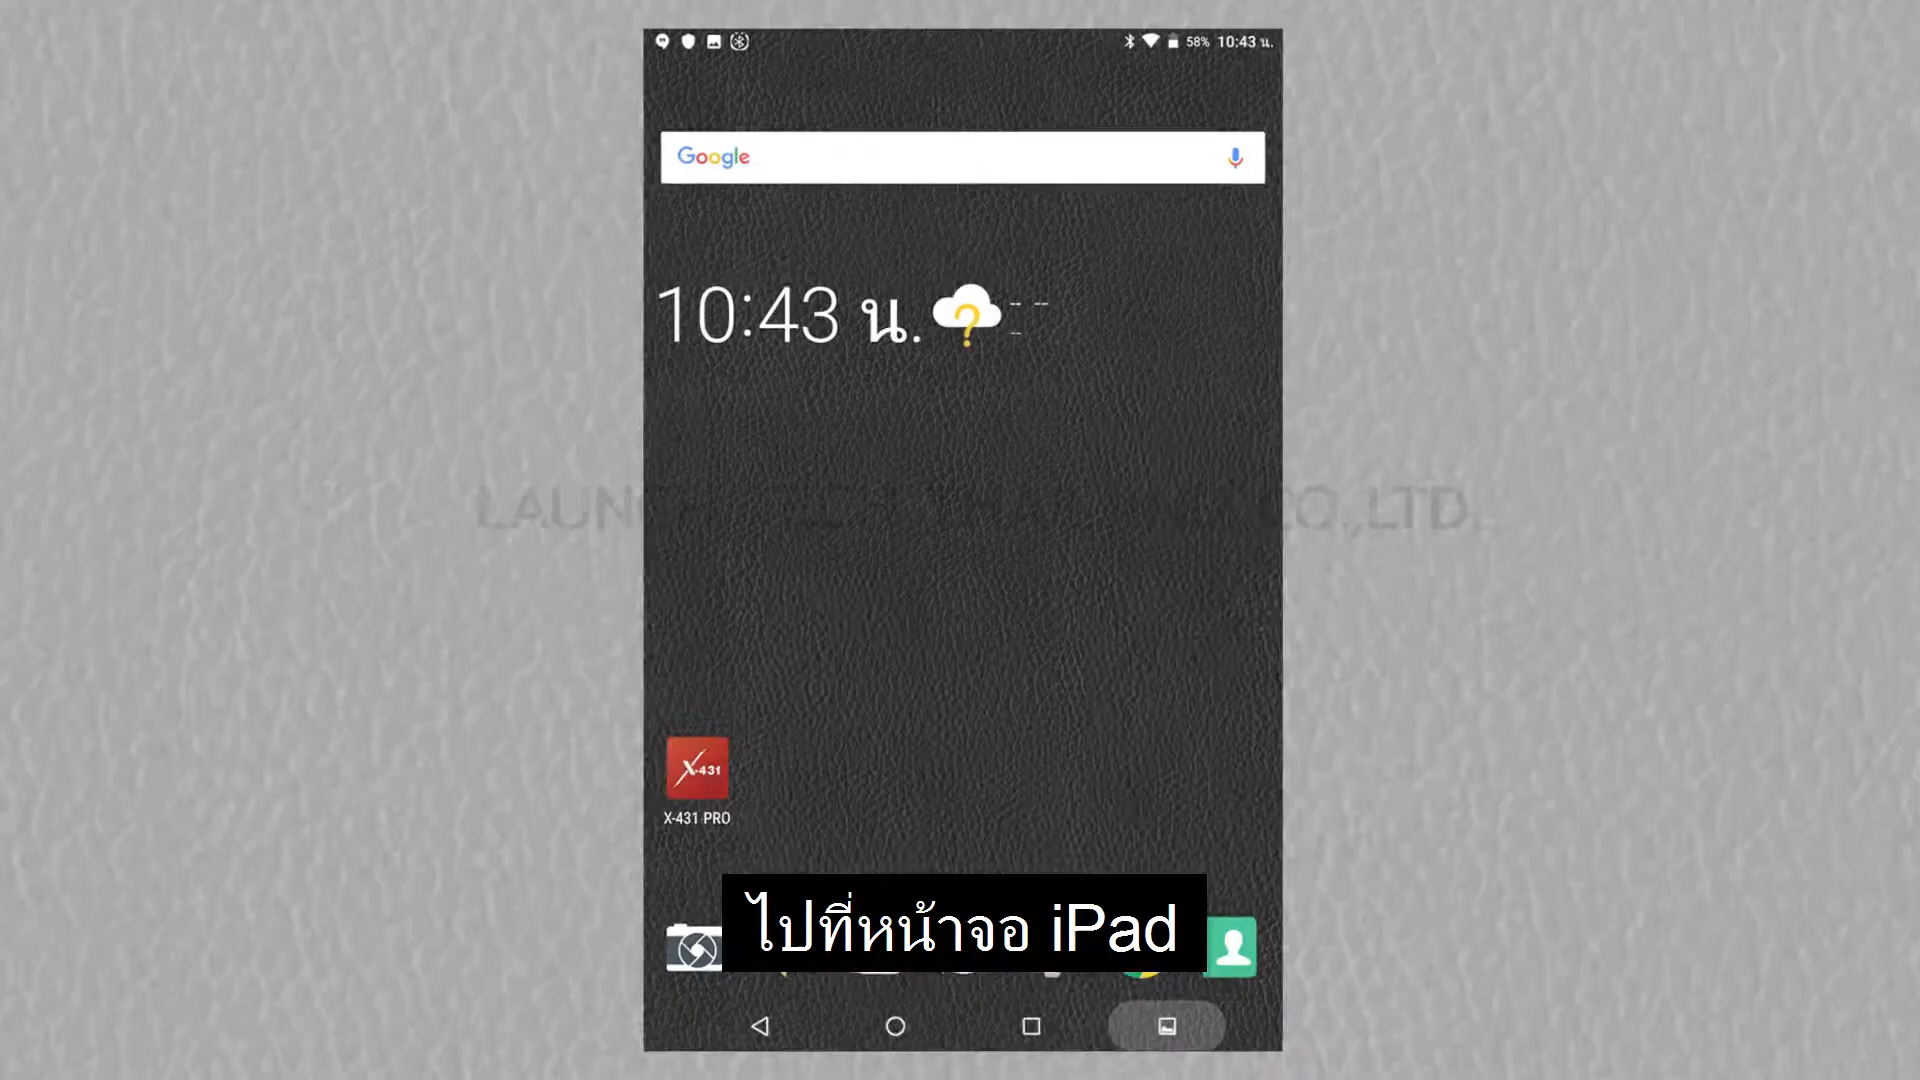 58% 10:43 น.
Google
10:43 น.
-- --
LAUNCH CO.,LTD.
X-431
X-431 PRO
ไปที่หน้าจอ iPad